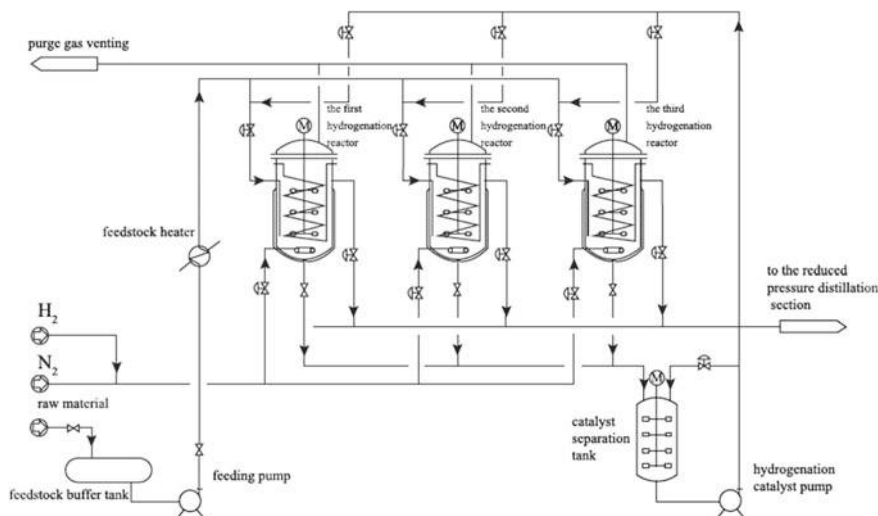 purge gas venting
the first
hydrogenation
reactor
the second
hydrogenation
reactor
the third
hydrogenation
reactor
M
M
M
feedstock heater
to the reduced
pressure distillation
section
H2
N2
raw material
M
catalyst
separation
tank
feeding pump
feedstock buffer tank
hydrogenation
catalyst pump